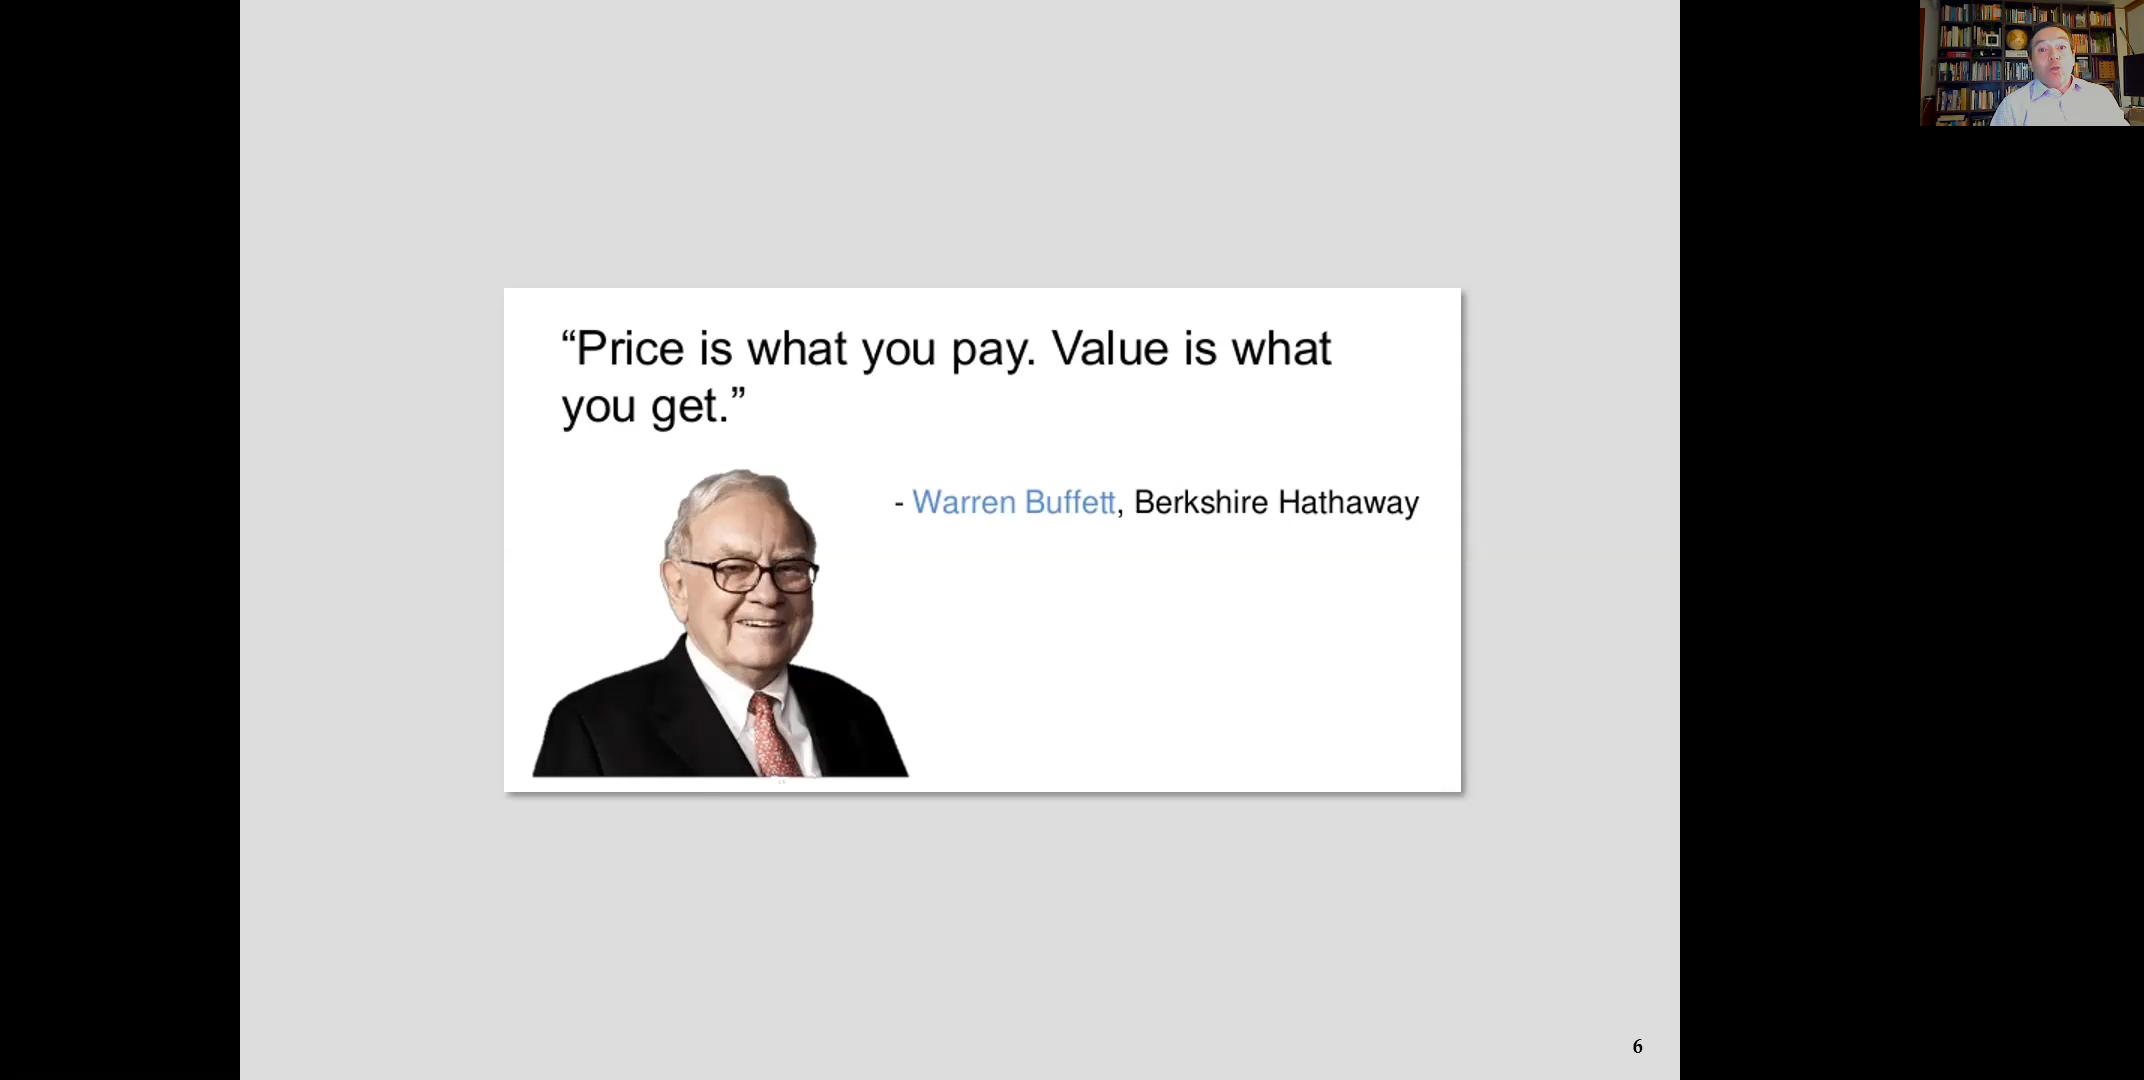 “Price is what you pay. Value is what
you get.”
- Warren Buffett, Berkshire Hathaway
6